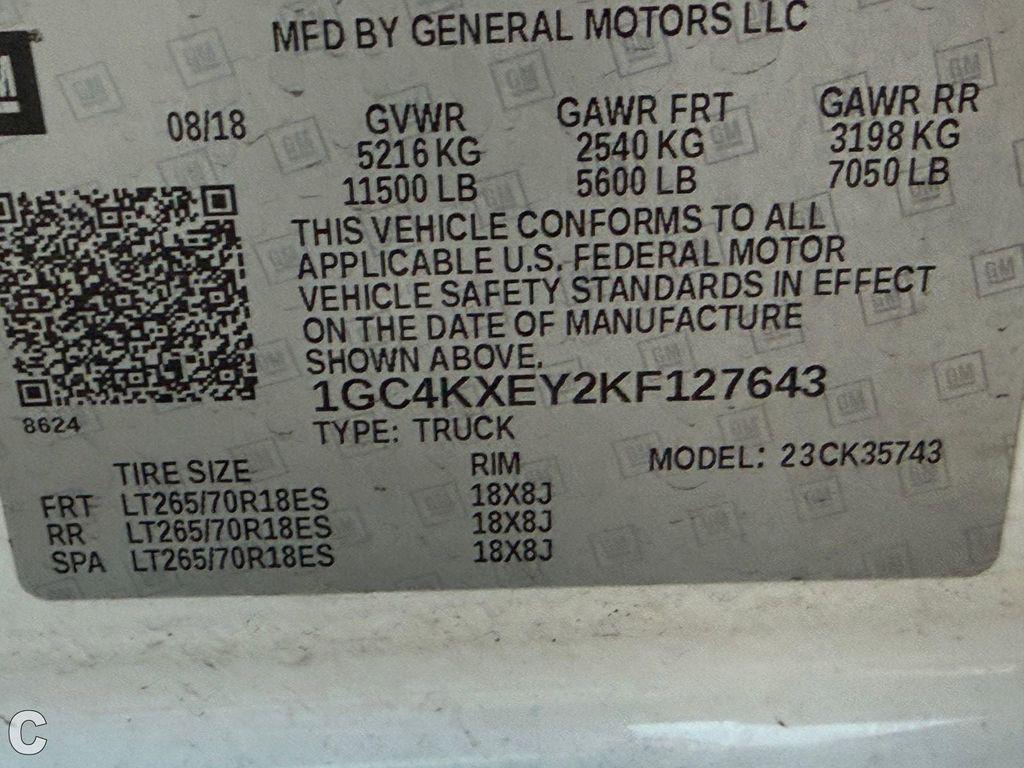 MFD BY GENERAL MOTORS LLC
08/18 GVWR GAWR FRT GAWR RR
5216 KG 2540 KG 3198 KG
11500 LB 5600 LB 7050 LB
THIS VEHICLE CONFORMS TO ALL
APPLICABLE U.S. FEDERAL MOTOR
VEHICLE SAFETY STANDARDS IN EFFECT
ON THE DATE OF MANUFACTURE
SHOWN ABOVE.
1GC4KXEY2KF127643
8624
TYPE: TRUCK
TIRE SIZE RIM MODEL: 23CK35743
FRT LT265/70R18ES 18X8J
RR LT265/70R18ES 18X8J
SPA LT265/70R18ES 18X8J
C